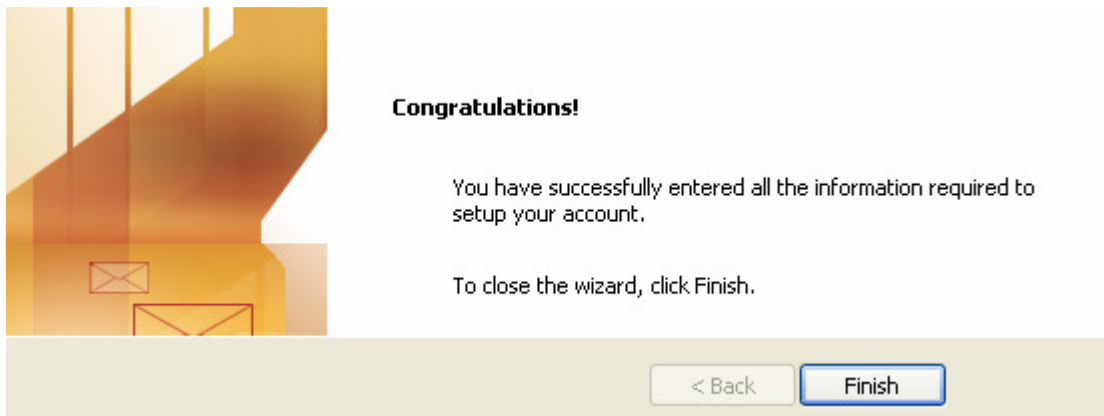 Congratulations!
You have successfully entered all the information required to
setup your account.
To close the wizard, click Finish.
< Back
Finish